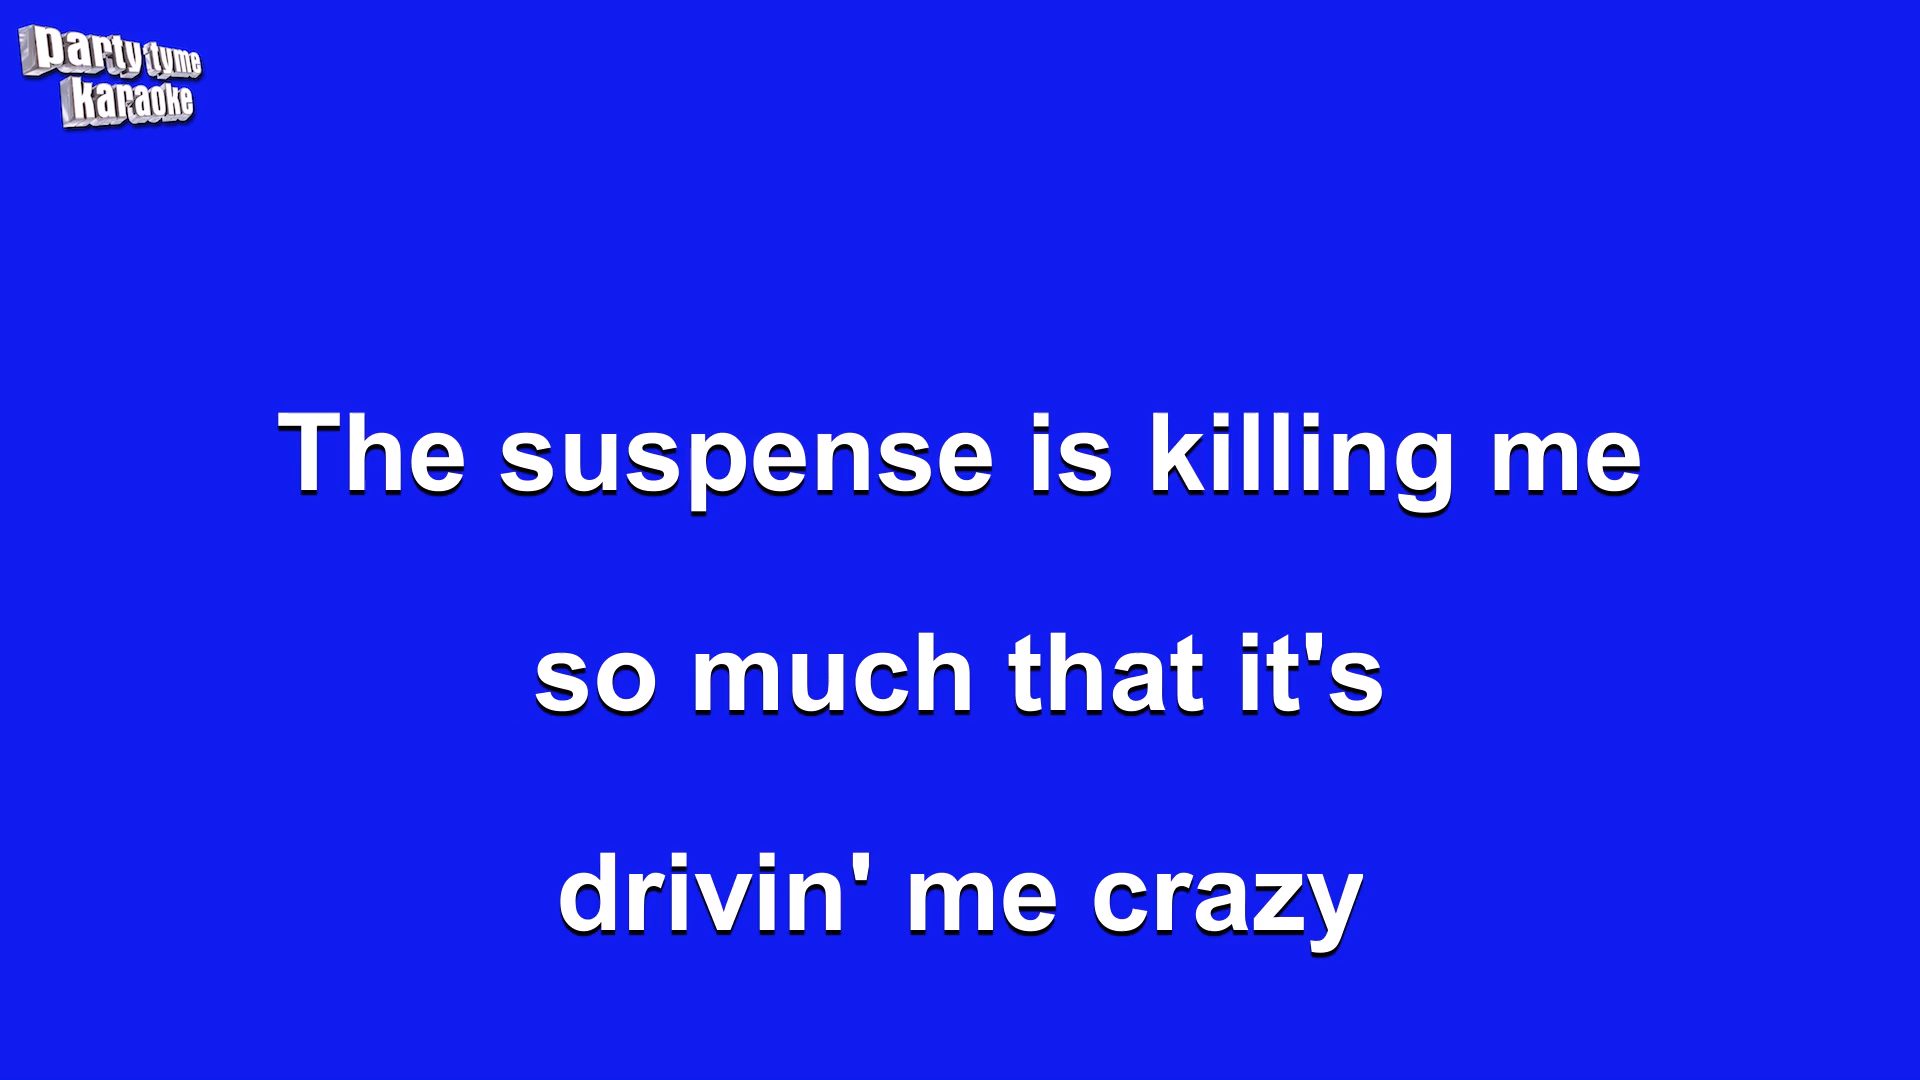 party tyme
karaoke
The suspense is killing me
so much that it's
drivin' me crazy